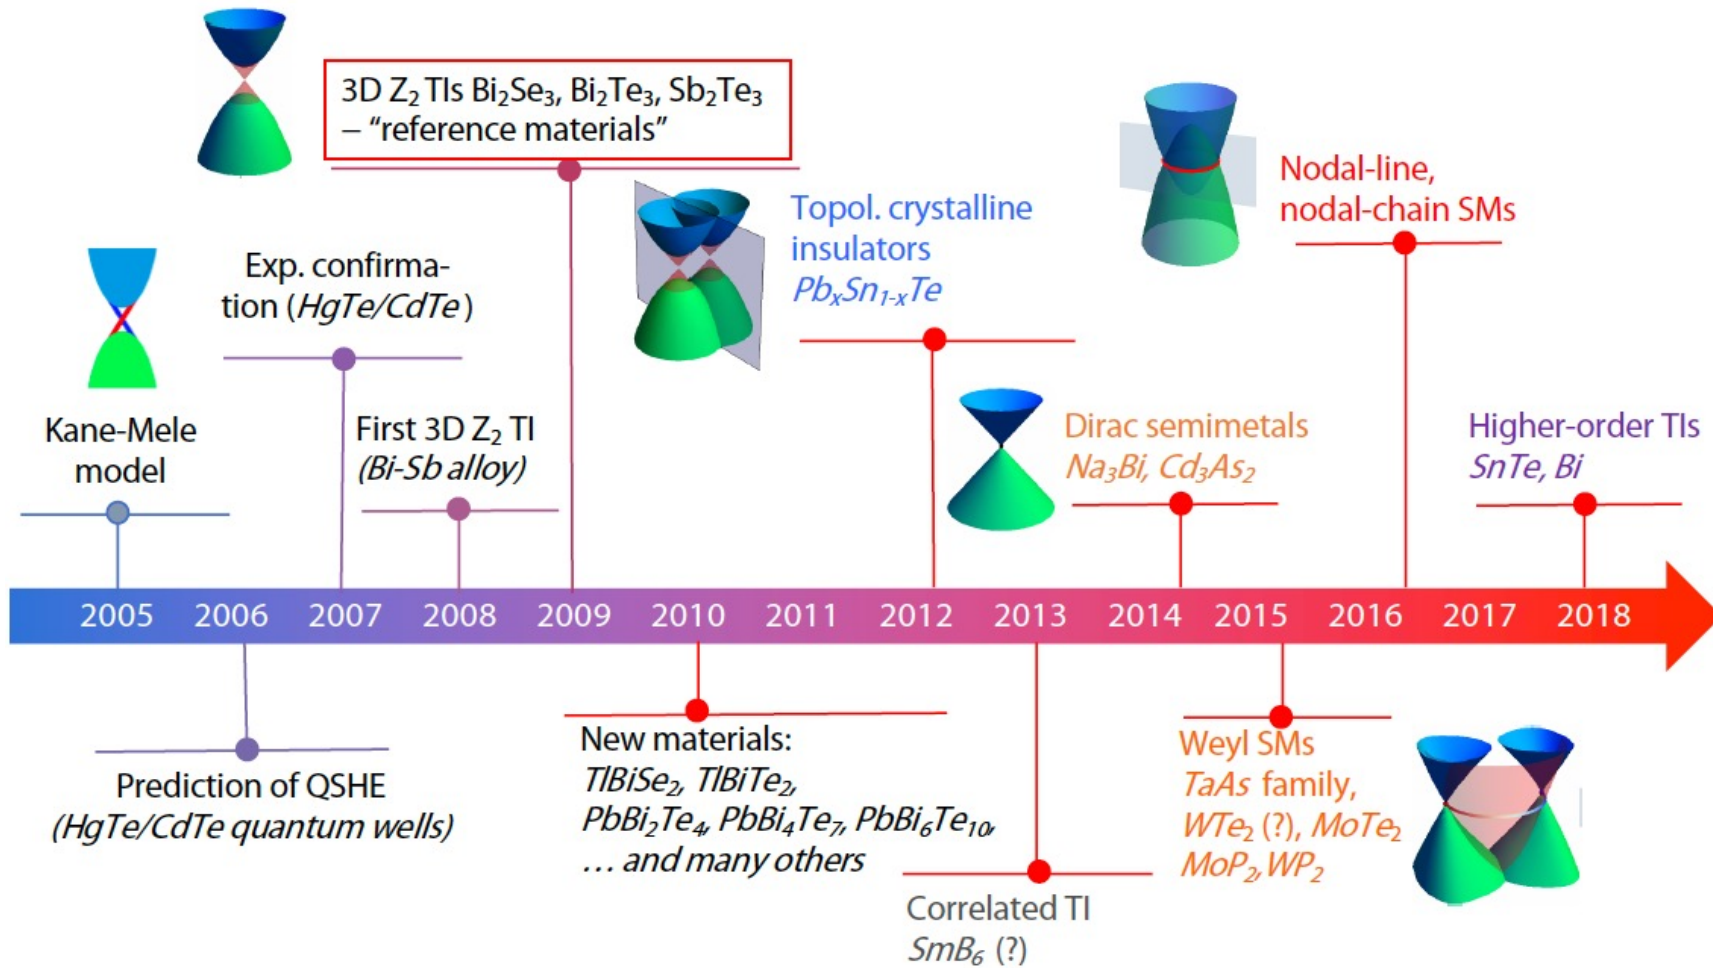 3D Z₂ TIs Bi₂Se₃, Bi₂Te₃, Sb₂Te₃
– “reference materials”
Nodal-line,
nodal-chain SMs
Topol. crystalline
insulators
PbₓSn₁₋ₓTe
Exp. confirma-
tion (HgTe/CdTe)
Kane-Mele
model
First 3D Z₂ TI
(Bi-Sb alloy)
Dirac semimetals
Na₃Bi, Cd₃As₂
Higher-order TIs
SnTe, Bi
2005 2006 2007 2008 2009 2010 2011 2012 2013 2014 2015 2016 2017 2018
Prediction of QSHE
(HgTe/CdTe quantum wells)
New materials:
TlBiSe₂, TlBiTe₂,
PbBi₂Te₄, PbBi₄Te₇, PbBi₆Te₁₀,
... and many others
Correlated TI
SmB₆ (?)
Weyl SMs
TaAs family,
WTe₂ (?), MoTe₂
MoP₂,WP₂